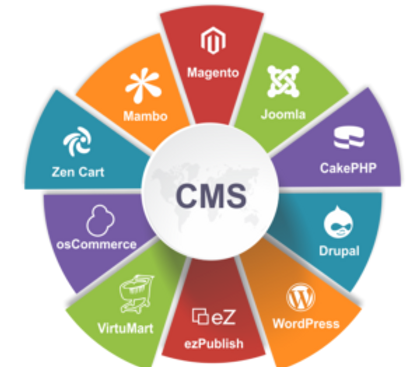 Magento
Joomla
CakePHP
Drupal
WordPress
eZ
ezPublish
VirtuMart
osCommerce
Zen Cart
Mambo
CMS